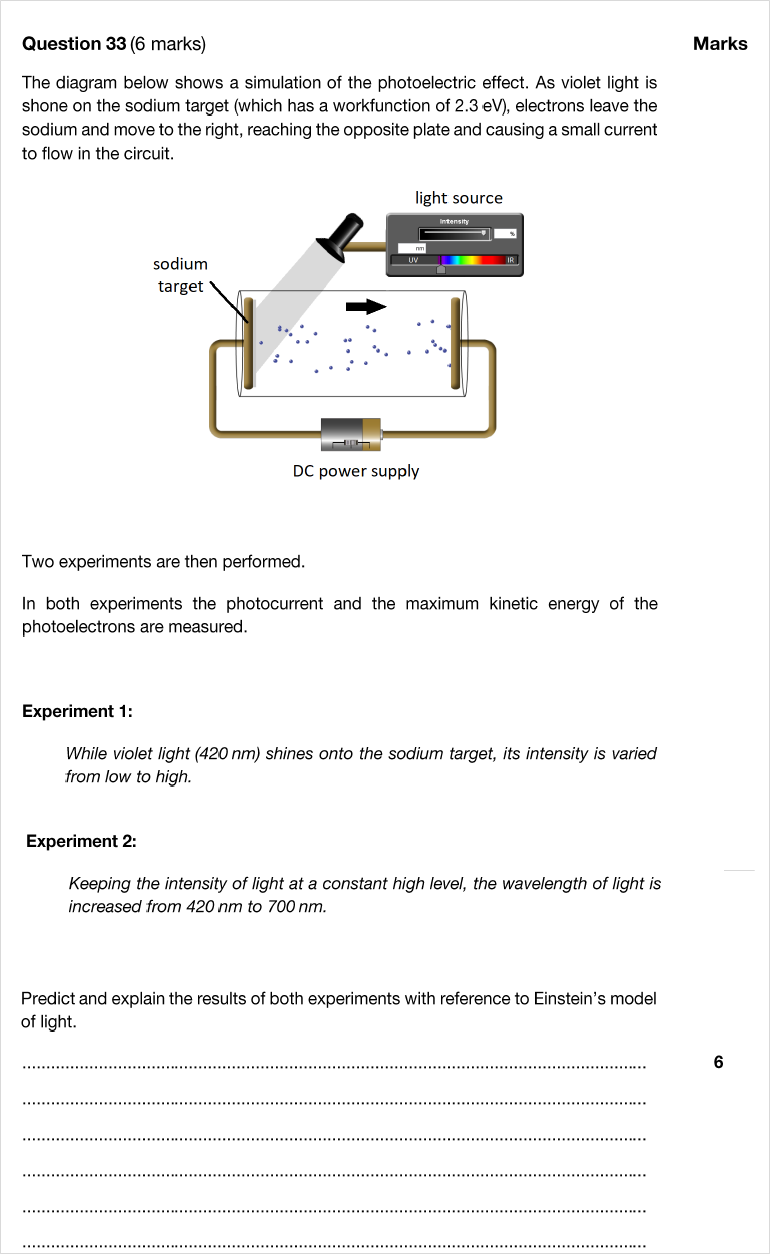 Question 33 (6 marks)
Marks
The diagram below shows a simulation of the photoelectric effect. As violet light is
shone on the sodium target (which has a workfunction of 2.3 eV), electrons leave the
sodium and move to the right, reaching the opposite plate and causing a small current
to flow in the circuit.
light source
Intensity
%
nm
UV
IR
sodium
target
DC power supply
Two experiments are then performed.
In both experiments the photocurrent and the maximum kinetic energy of the
photoelectrons are measured.
Experiment 1:
While violet light (420 nm) shines onto the sodium target, its intensity is varied
from low to high.
Experiment 2:
Keeping the intensity of light at a constant high level, the wavelength of light is
increased from 420 nm to 700 nm.
Predict and explain the results of both experiments with reference to Einstein's model
of light.
6